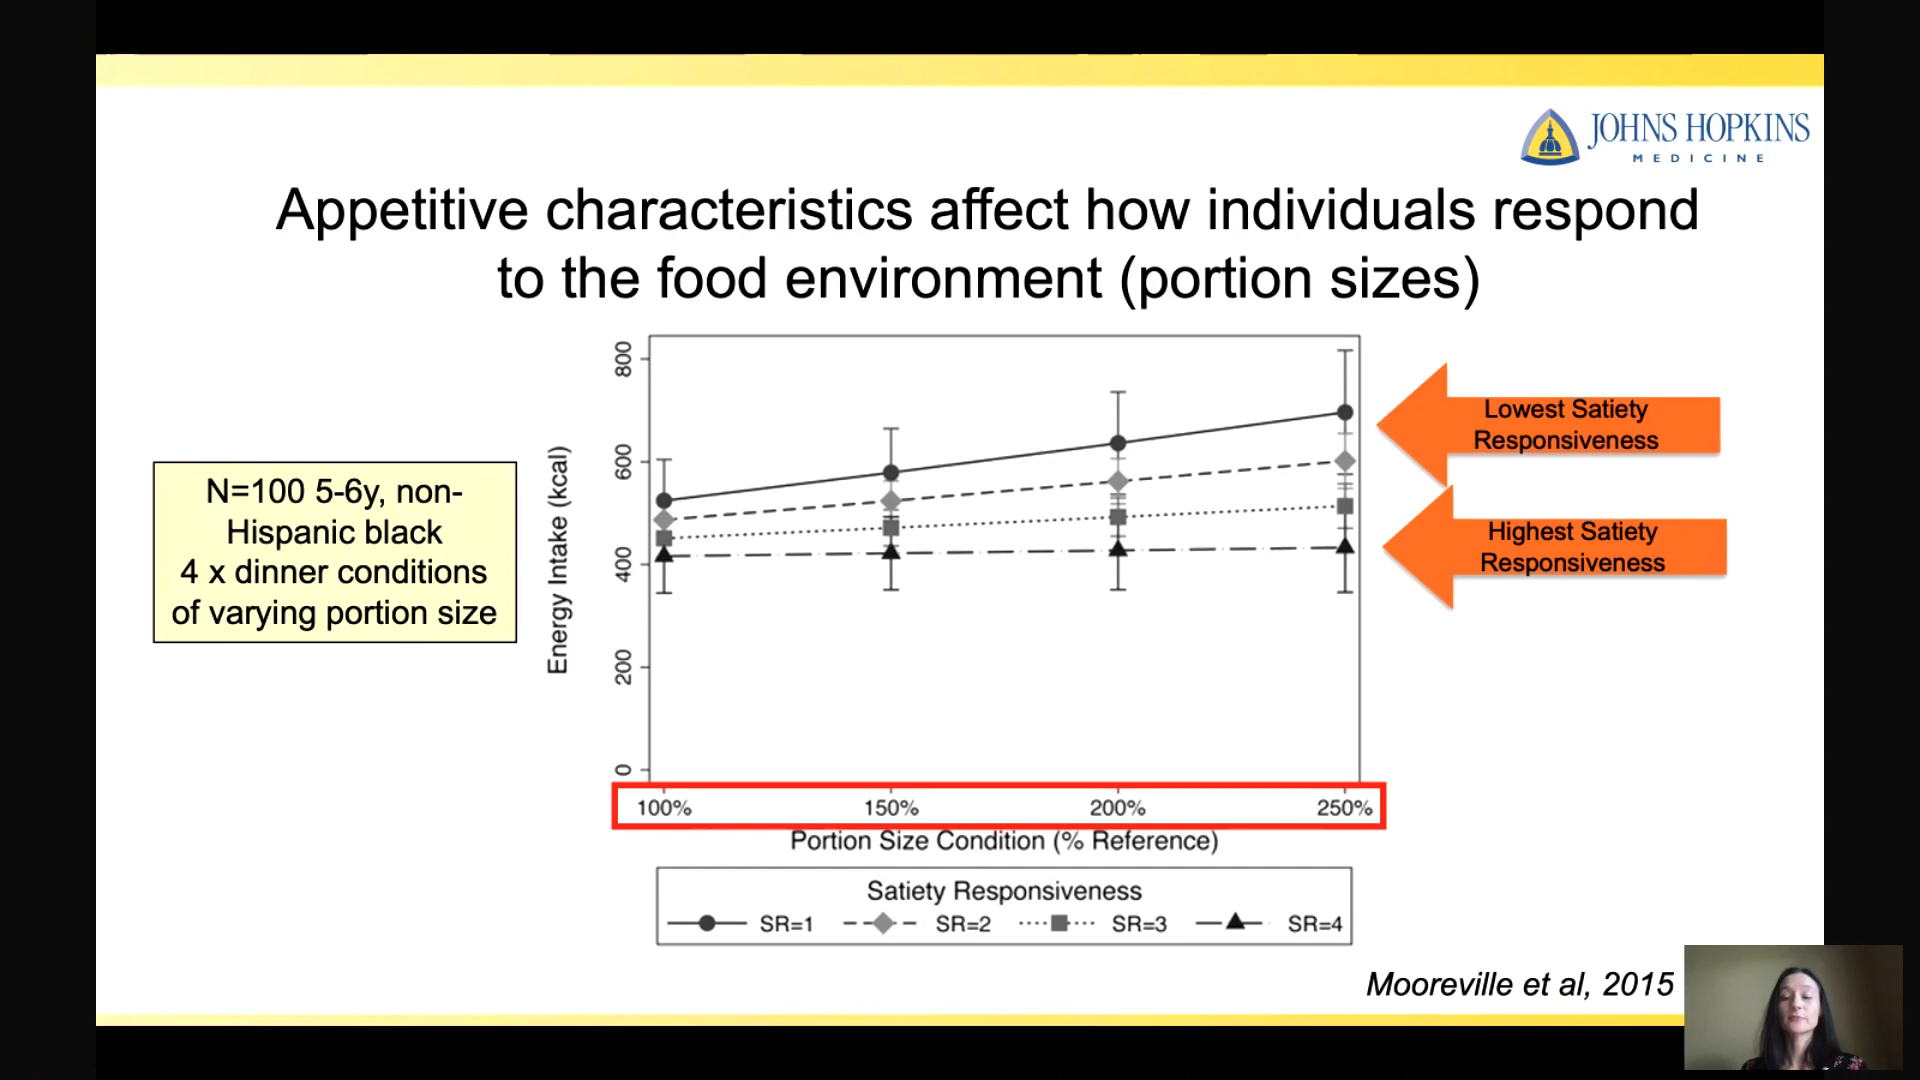 JOHNS HOPKINS
MEDICINE
Appetitive characteristics affect how individuals respond
to the food environment (portion sizes)
N=100 5-6y, non-
Hispanic black
4 x dinner conditions
of varying portion size
Energy Intake (kcal)
800
600
400
200
0
100% 150% 200% 250%
Portion Size Condition (% Reference)
Satiety Responsiveness
SR=1 SR=2 SR=3 SR=4
Lowest Satiety
Responsiveness
Highest Satiety
Responsiveness
Mooreville et al, 2015